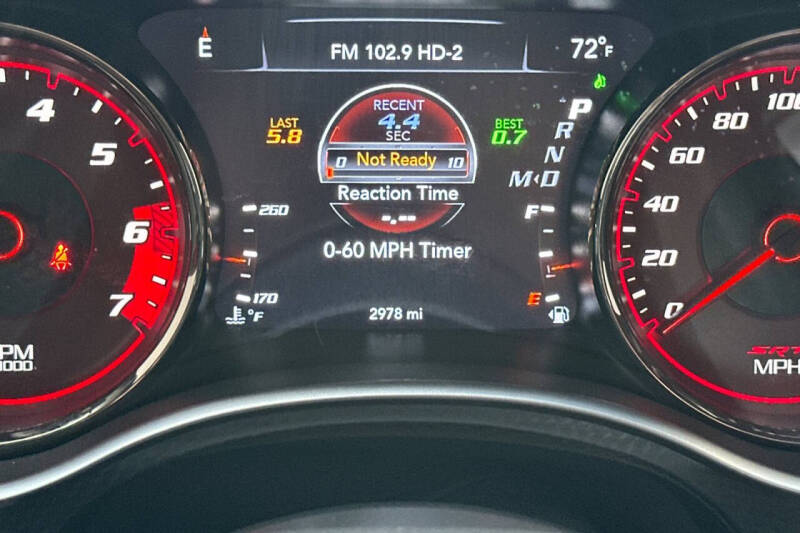 E
FM 102.9 HD-2
72°F
RECENT
4.4
SEC
LAST
5.8
BEST
0.7
0 Not Ready 10
Reaction Time
-.--
0-60 MPH Timer
2978 mi
P
R
N
M◂D
260
170
°F
F
E
4
5
6
7
RPM
x1000
100
80
60
40
20
0
SRT
MPH